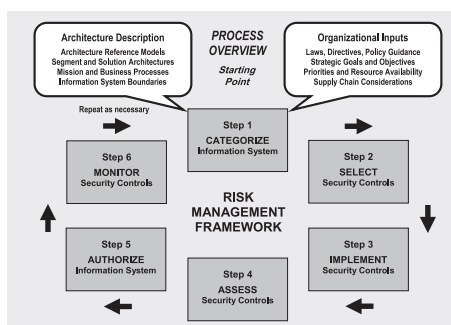 Architecture Description
Architecture Reference Models
Segment and Solution Architectures
Mission and Business Processes
Information System Boundaries
PROCESS
OVERVIEW
Starting
Point
Organizational Inputs
Laws, Directives, Policy Guidance
Strategic Goals and Objectives
Priorities and Resource Availability
Supply Chain Considerations
Repeat as necessary
Step 1
CATEGORIZE
Information System
Step 2
SELECT
Security Controls
Step 3
IMPLEMENT
Security Controls
Step 4
ASSESS
Security Controls
Step 5
AUTHORIZE
Information System
Step 6
MONITOR
Security Controls
RISK
MANAGEMENT
FRAMEWORK